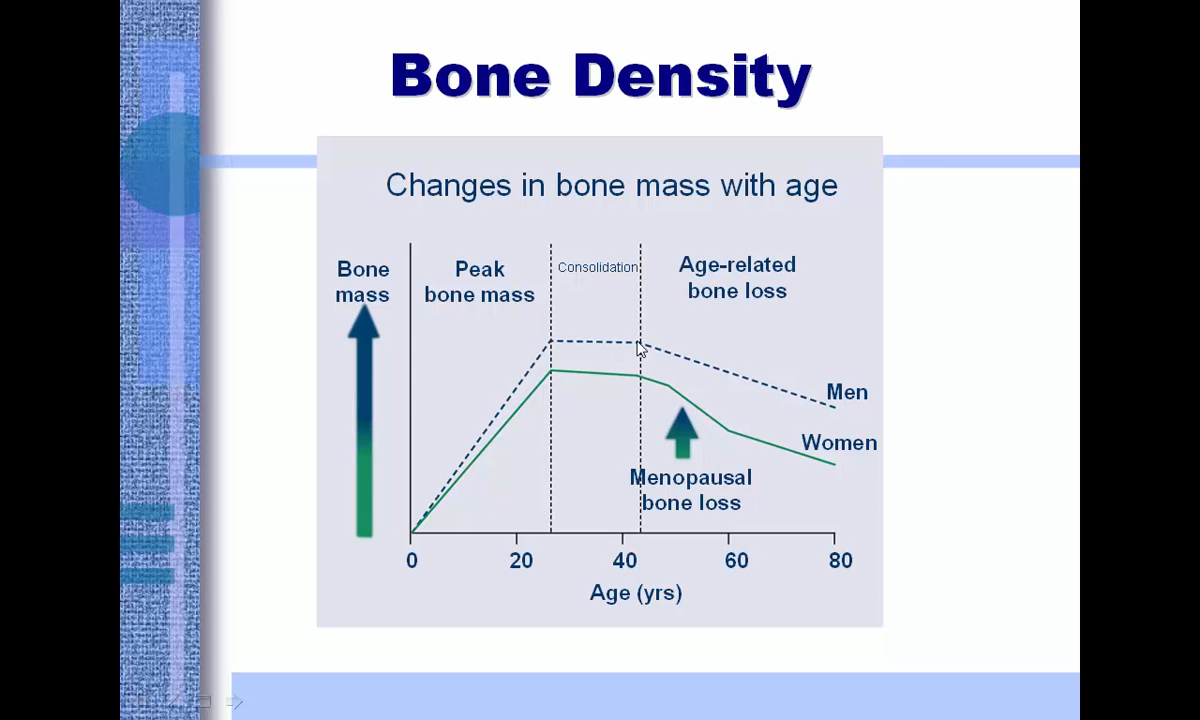 Bone Density
Changes in bone mass with age
Bone
mass
Peak
bone mass
Consolidation
Age-related
bone loss
Men
Women
Menopausal
bone loss
0 20 40 60 80
Age (yrs)